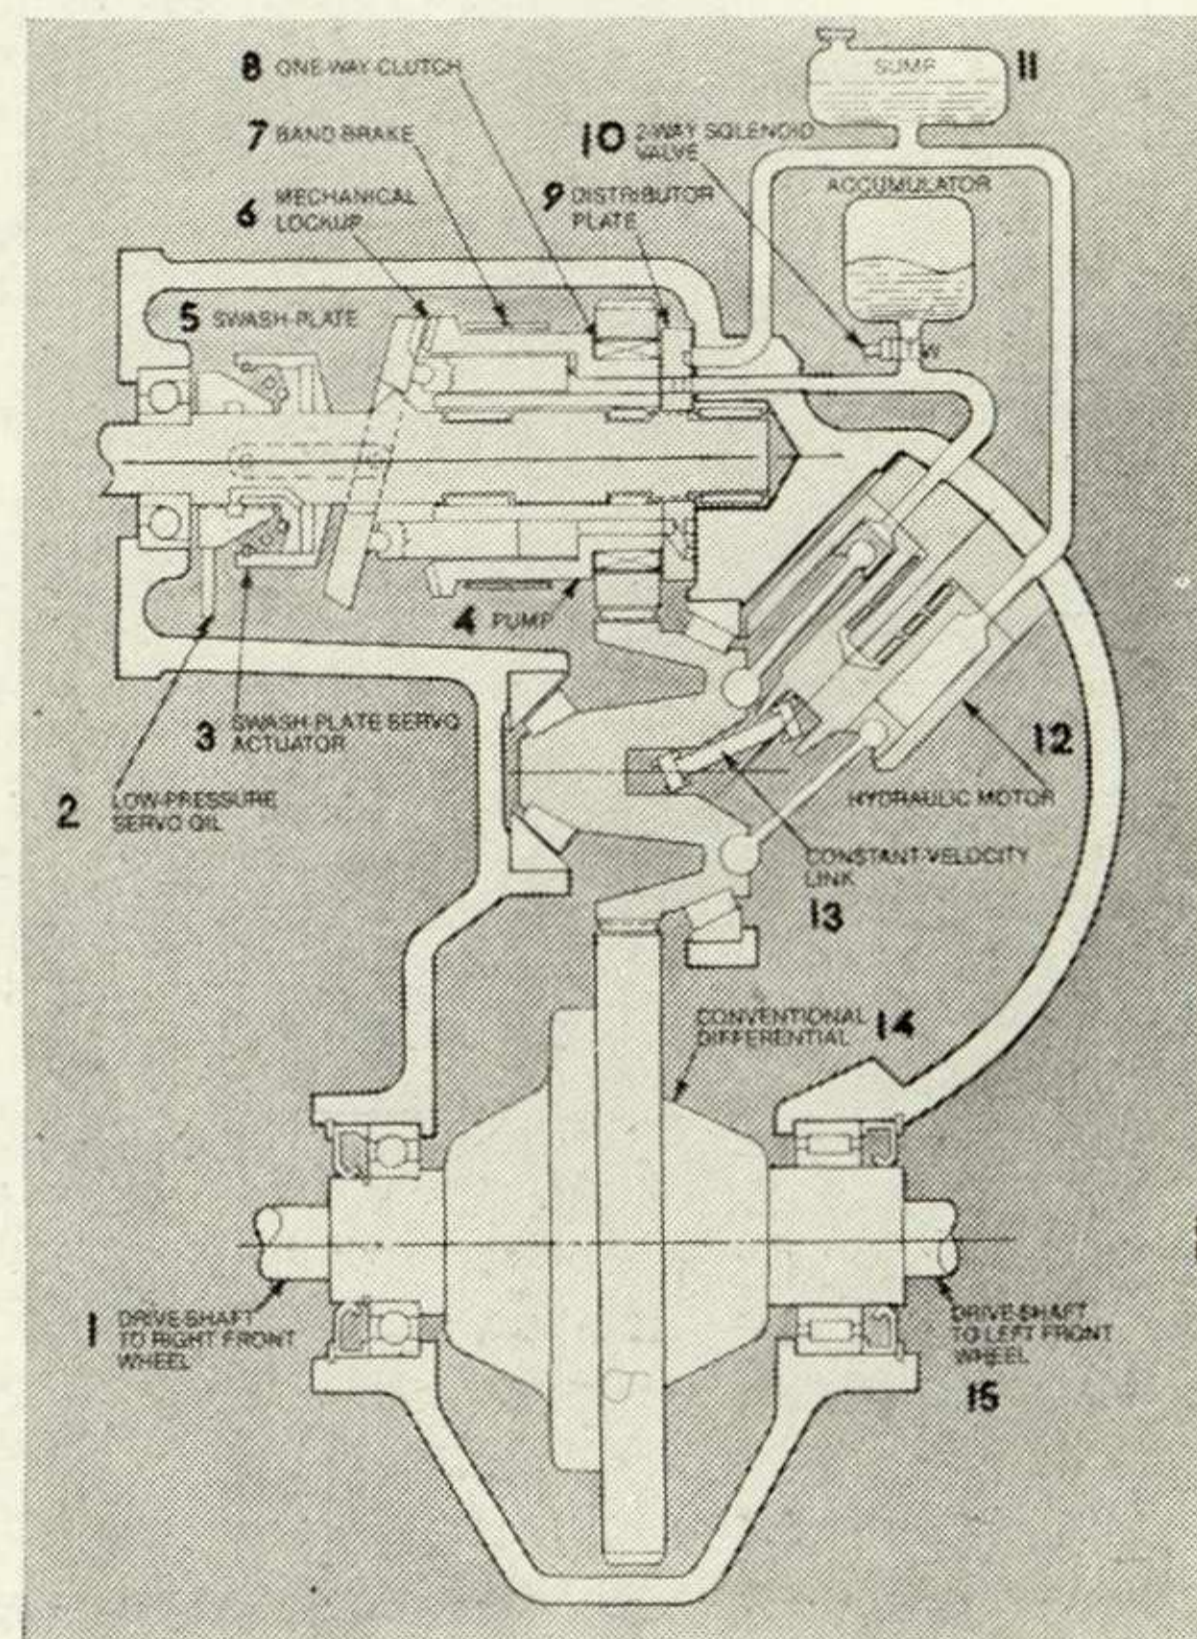 8 ONE-WAY-CLUTCH
7 BAND BRAKE
6 MECHANICAL
LOCKUP
5 SWASH-PLATE
10 2-WAY SOLENOID
VALVE
9 DISTRIBUTOR
PLATE
SUMP 11
ACCUMULATOR
4 PUMP
3 SWASH-PLATE SERVO
ACTUATOR
2 LOW-PRESSURE
SERVO OIL
12
HYDRAULIC MOTOR
CONSTANT-VELOCITY
LINK
13
CONVENTIONAL 14
DIFFERENTIAL
1 DRIVE-SHAFT
TO RIGHT FRONT
WHEEL
DRIVE-SHAFT
TO LEFT FRONT
WHEEL
15